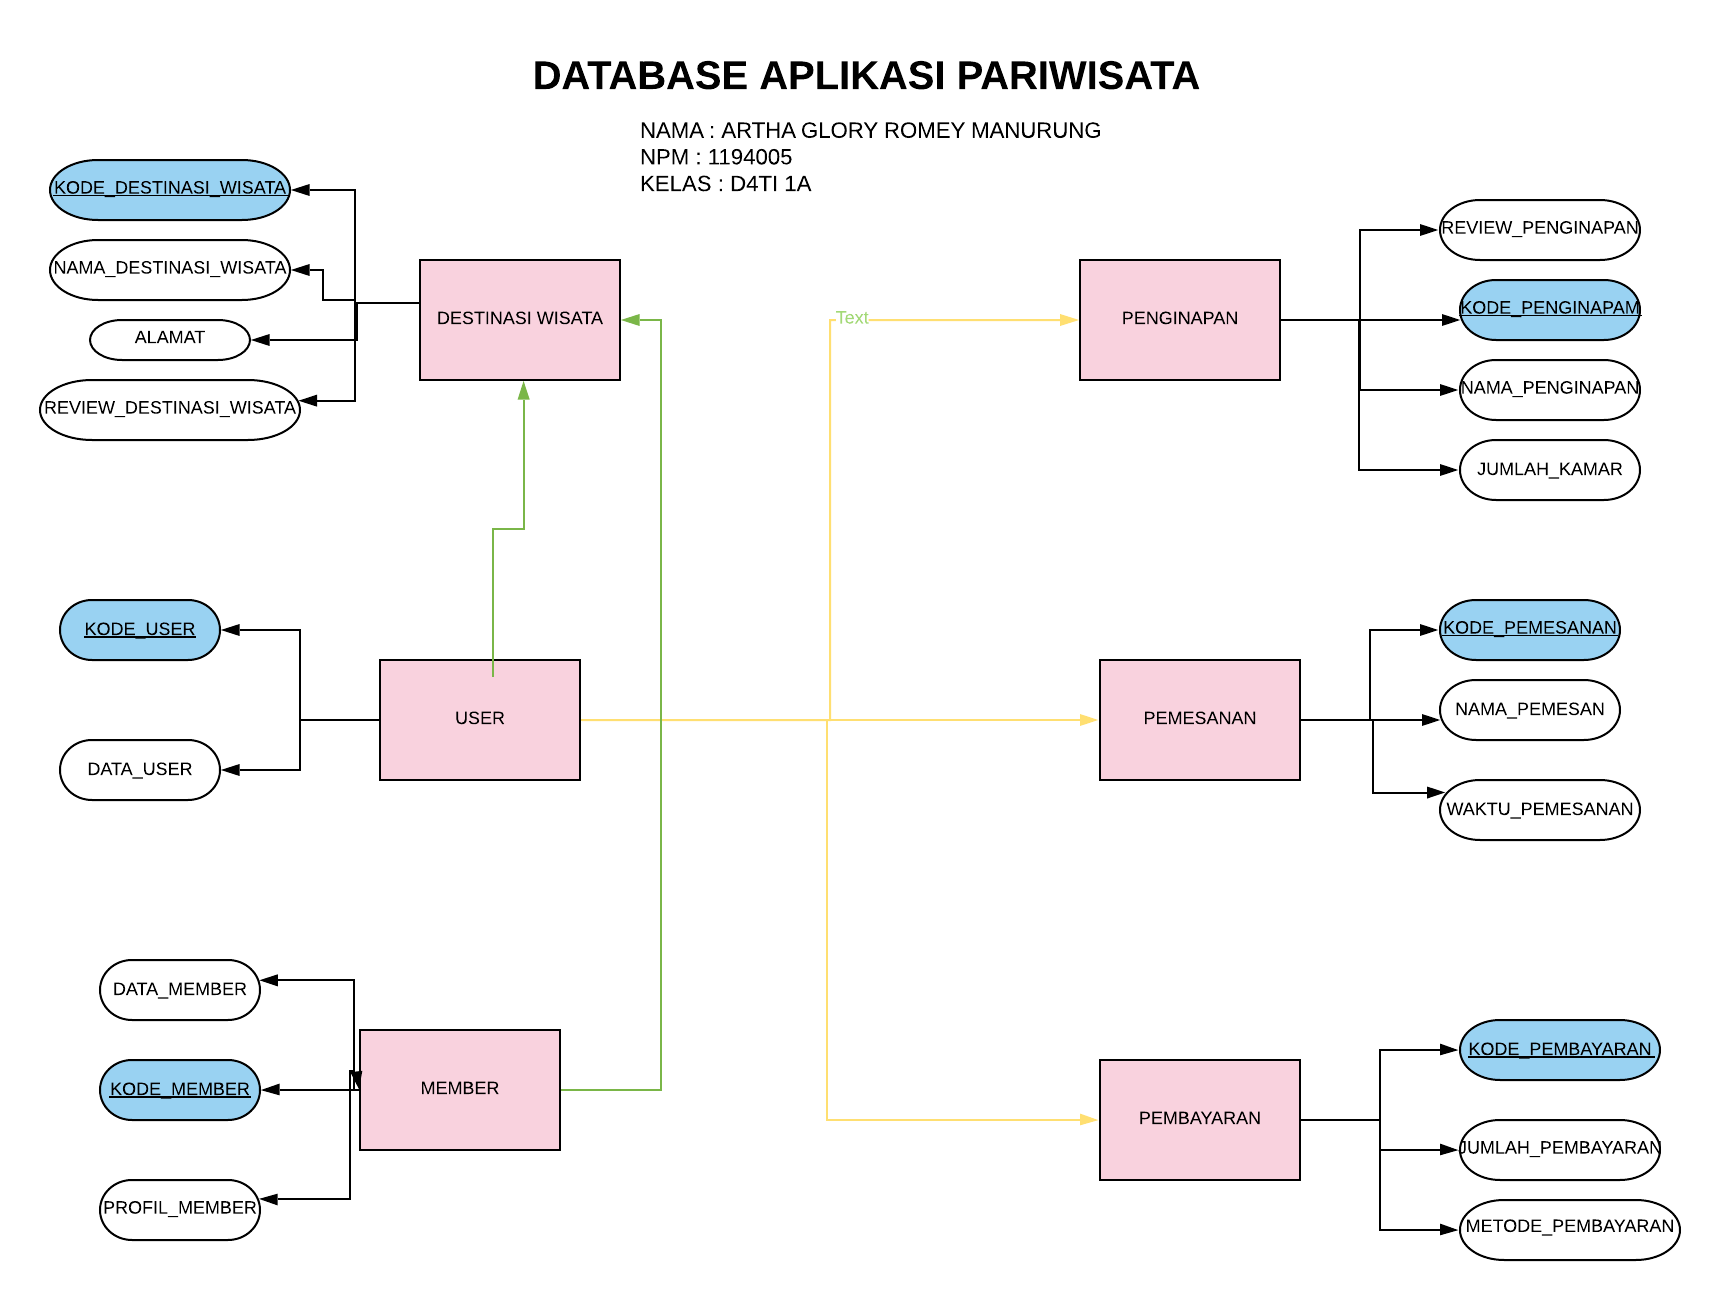 DATABASE APLIKASI PARIWISATA
NAMA : ARTHA GLORY ROMEY MANURUNG
NPM : 1194005
KELAS : D4TI 1A
KODE_DESTINASI_WISATA
NAMA_DESTINASI_WISATA
ALAMAT
REVIEW_DESTINASI_WISATA
DESTINASI WISATA
Text
PENGINAPAN
REVIEW_PENGINAPAN
KODE_PENGINAPAM
NAMA_PENGINAPAN
JUMLAH_KAMAR
KODE_USER
DATA_USER
USER
PEMESANAN
KODE_PEMESANAN
NAMA_PEMESAN
WAKTU_PEMESANAN
DATA_MEMBER
KODE_MEMBER
PROFIL_MEMBER
MEMBER
PEMBAYARAN
KODE_PEMBAYARAN
JUMLAH_PEMBAYARAN
METODE_PEMBAYARAN